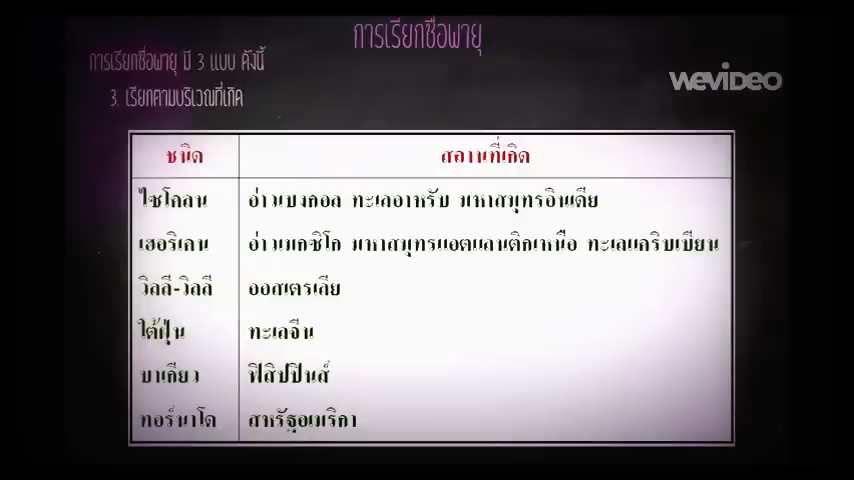 การเรียกชื่อพายุ
การเรียกชื่อพายุ มี 3 แบบ ดังนี้
WEVIDEO
3. เรียกตามบริเวณที่เกิด
ชนิด สถานที่เกิด
ไซโคลน อ่าวเบงกอล ทะเลอาหรับ มหาสมุทรอินเดีย
เฮอริเคน อ่าวเมกซิโก มหาสมุทรแอตแลนติกเหนือ ทะเลแคริบเบียน
วิลลี-วิลลี ออสเตรเลีย
ใต้ฝุ่น ทะเลจีน
บาเกียว ฟิลิปปินส์
ทอร์นาโด สหรัฐอเมริกา